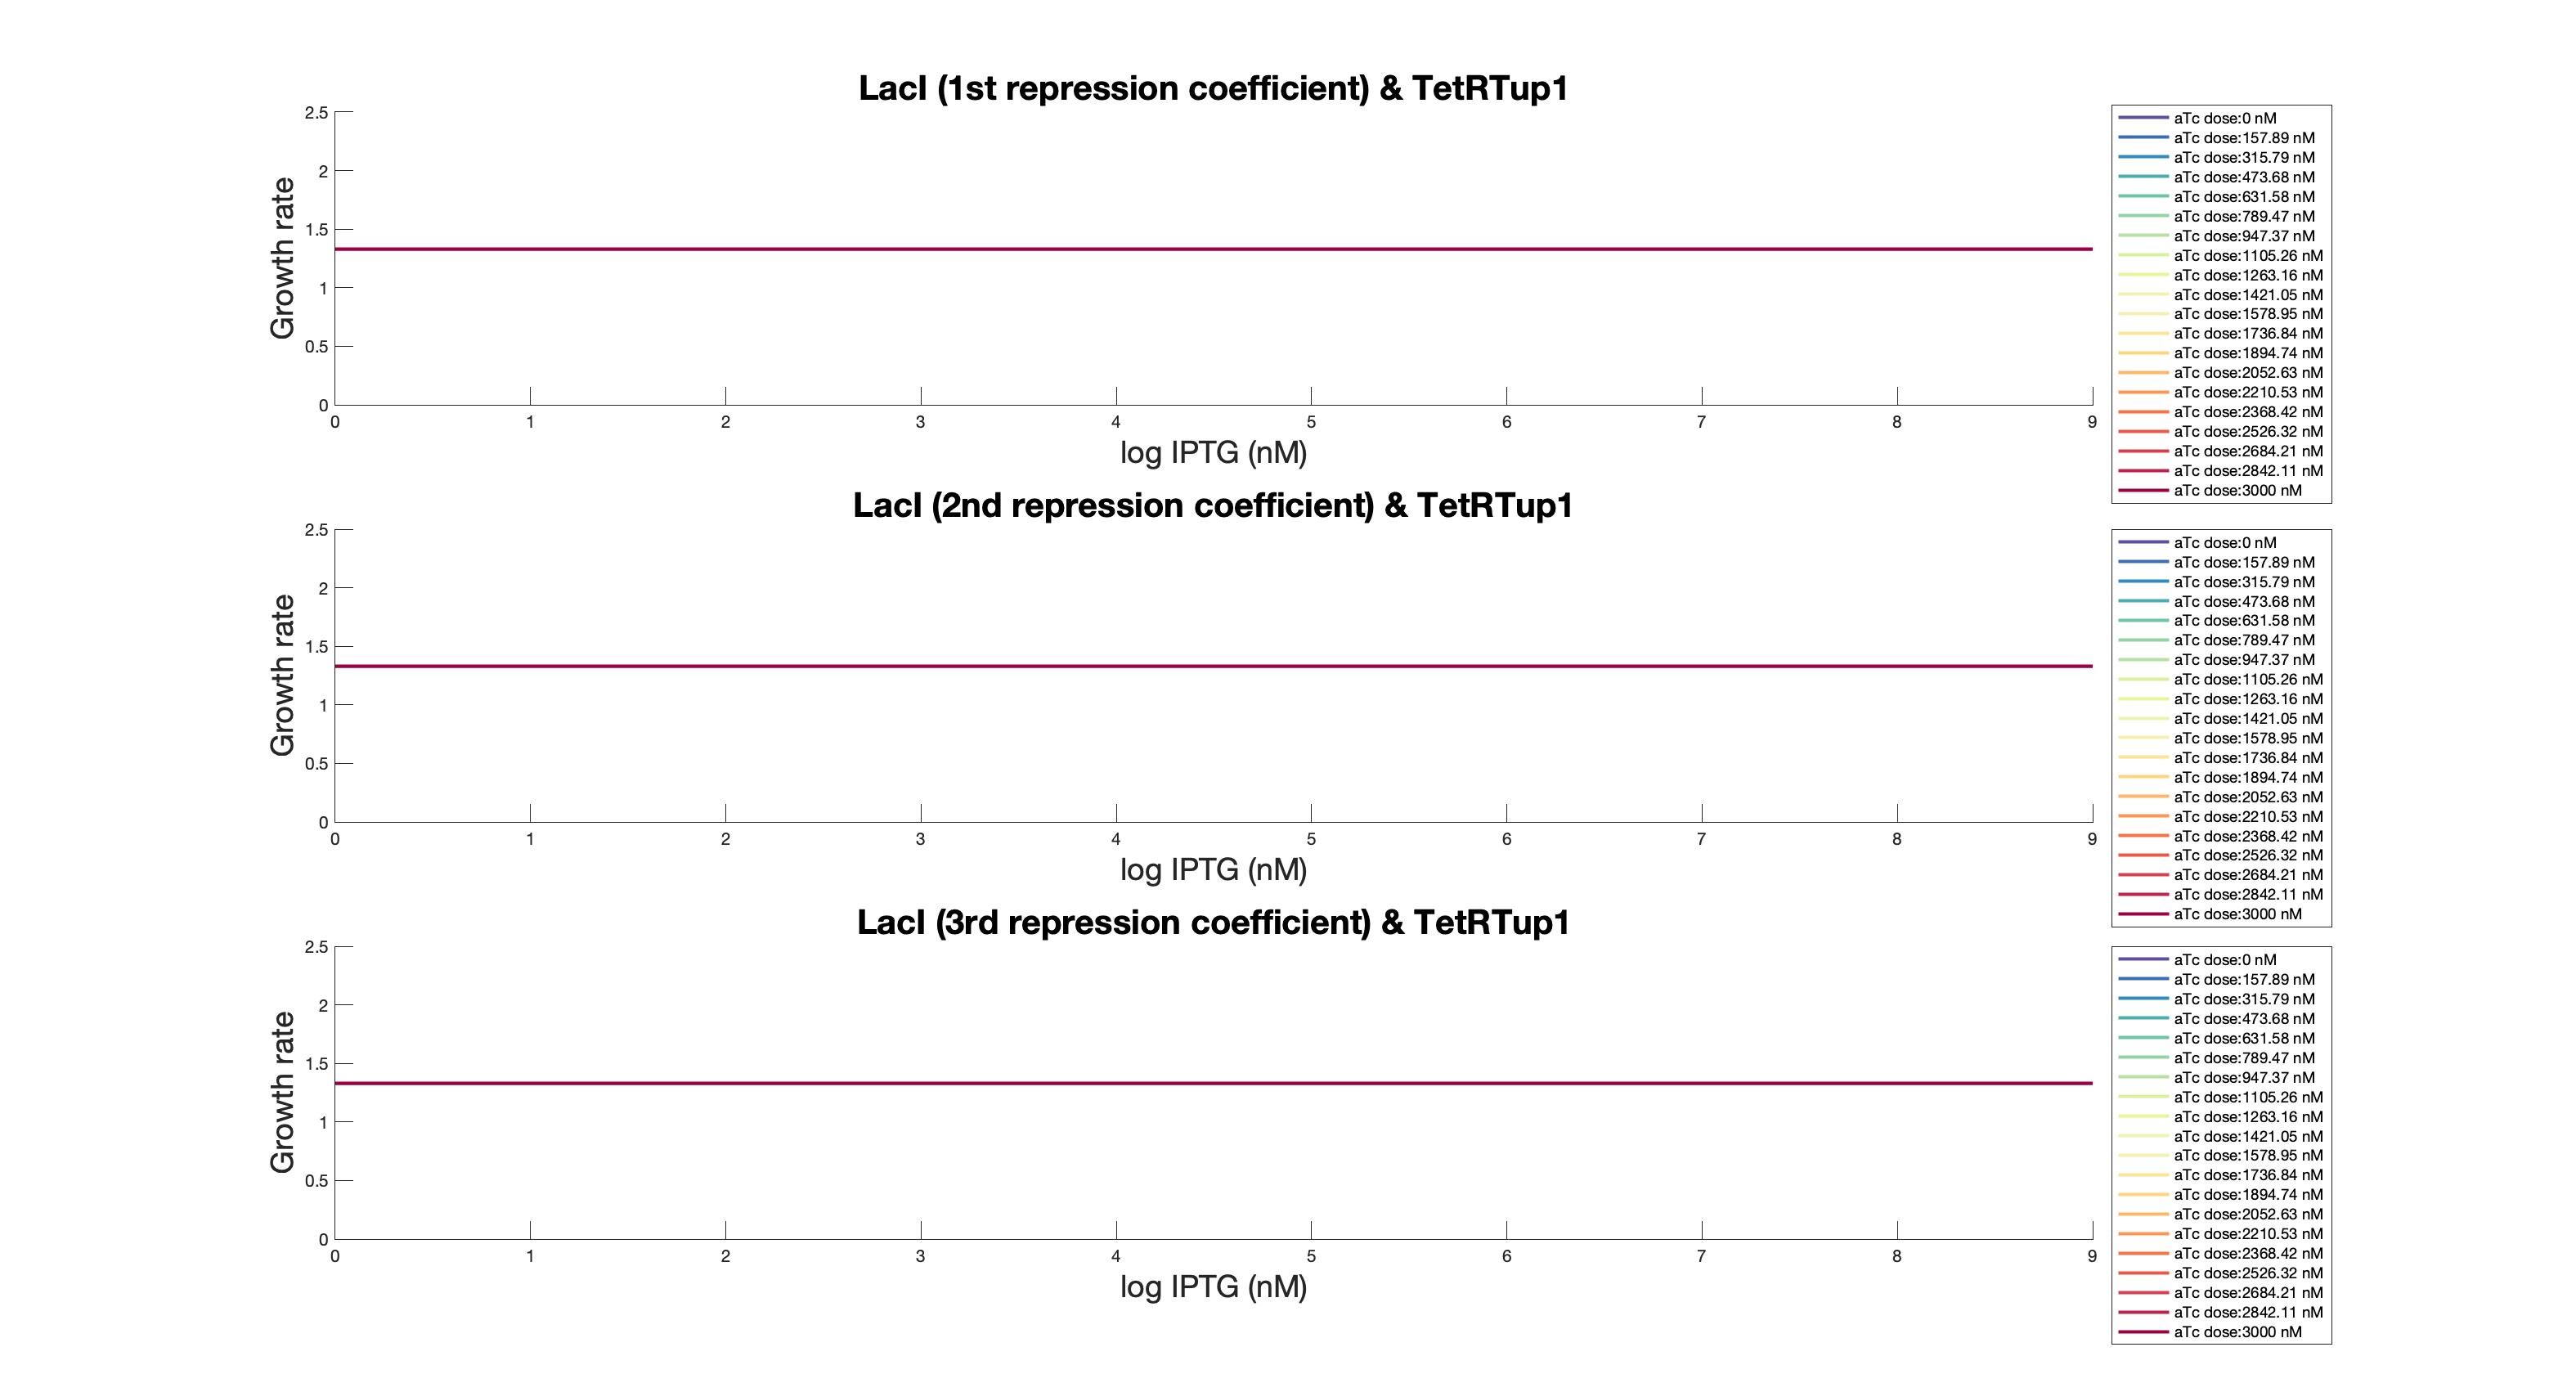 LacI (1st repression coefficient) & TetRTup1
2.5
2
1.5
1
0.5
0
Growth rate
0 1 2 3 4 5 6 7 8 9
log IPTG (nM)
aTc dose:0 nM
aTc dose:157.89 nM
aTc dose:315.79 nM
aTc dose:473.68 nM
aTc dose:631.58 nM
aTc dose:789.47 nM
aTc dose:947.37 nM
aTc dose:1105.26 nM
aTc dose:1263.16 nM
aTc dose:1421.05 nM
aTc dose:1578.95 nM
aTc dose:1736.84 nM
aTc dose:1894.74 nM
aTc dose:2052.63 nM
aTc dose:2210.53 nM
aTc dose:2368.42 nM
aTc dose:2526.32 nM
aTc dose:2684.21 nM
aTc dose:2842.11 nM
aTc dose:3000 nM
LacI (2nd repression coefficient) & TetRTup1
2.5
2
1.5
1
0.5
0
Growth rate
0 1 2 3 4 5 6 7 8 9
log IPTG (nM)
aTc dose:0 nM
aTc dose:157.89 nM
aTc dose:315.79 nM
aTc dose:473.68 nM
aTc dose:631.58 nM
aTc dose:789.47 nM
aTc dose:947.37 nM
aTc dose:1105.26 nM
aTc dose:1263.16 nM
aTc dose:1421.05 nM
aTc dose:1578.95 nM
aTc dose:1736.84 nM
aTc dose:1894.74 nM
aTc dose:2052.63 nM
aTc dose:2210.53 nM
aTc dose:2368.42 nM
aTc dose:2526.32 nM
aTc dose:2684.21 nM
aTc dose:2842.11 nM
aTc dose:3000 nM
LacI (3rd repression coefficient) & TetRTup1
2.5
2
1.5
1
0.5
0
Growth rate
0 1 2 3 4 5 6 7 8 9
log IPTG (nM)
aTc dose:0 nM
aTc dose:157.89 nM
aTc dose:315.79 nM
aTc dose:473.68 nM
aTc dose:631.58 nM
aTc dose:789.47 nM
aTc dose:947.37 nM
aTc dose:1105.26 nM
aTc dose:1263.16 nM
aTc dose:1421.05 nM
aTc dose:1578.95 nM
aTc dose:1736.84 nM
aTc dose:1894.74 nM
aTc dose:2052.63 nM
aTc dose:2210.53 nM
aTc dose:2368.42 nM
aTc dose:2526.32 nM
aTc dose:2684.21 nM
aTc dose:2842.11 nM
aTc dose:3000 nM